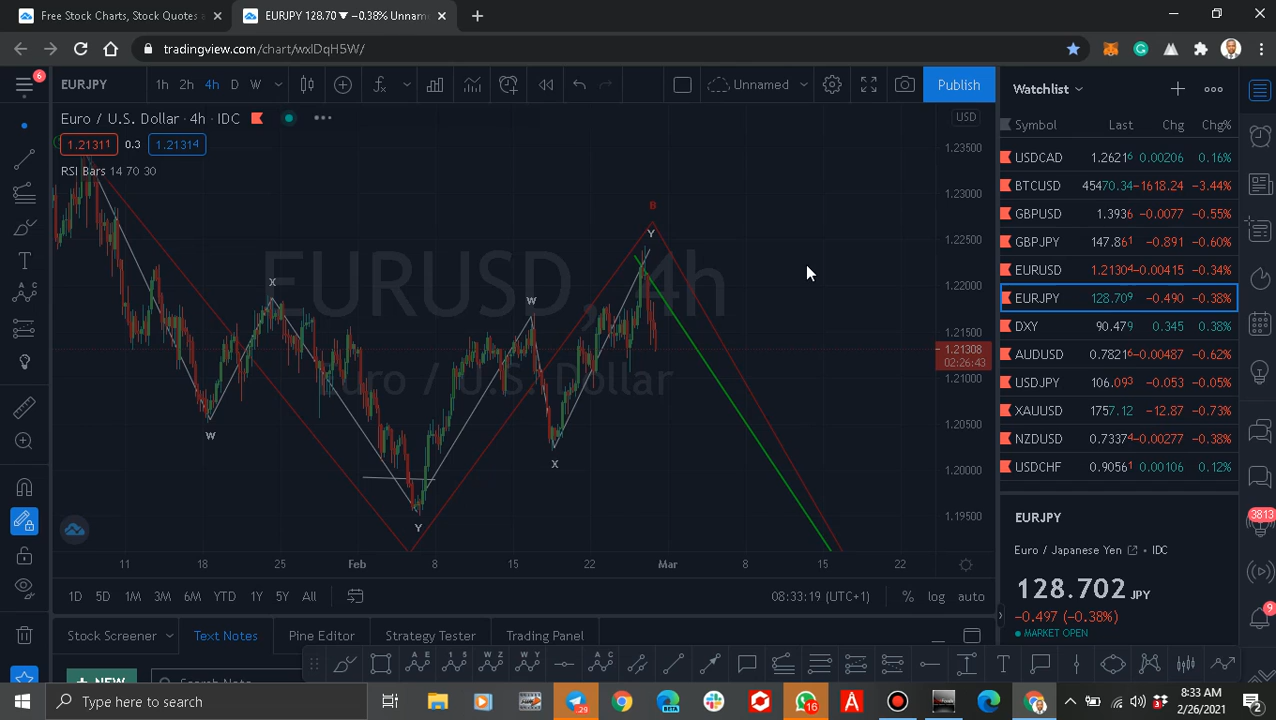 Free Stock Charts, Stock Quotes
EURJPY 128.70▼ −0.38% Unnam
tradingview.com/chart/wxlDqH5W/
6
EURJPY
1h 2h 4h D W
Unnamed
Publish
Watchlist
Symbol Last Chg Chg%
Euro / U.S. Dollar · 4h · IDC
USD
1.21311 0.3 1.21314
RSI Bars 14 70 30
EURUSD, 4h
Euro / U.S. Dollar
B
Y
X
W
W
X
Y
1.23500
1.23000
1.22500
1.22000
1.21500
1.21308
02:26:43
1.21000
1.20500
1.20000
1.19500
USDCAD 1.26216 0.00206 0.16%
BTCUSD 45470.34 −1618.24 −3.44%
GBPUSD 1.3936 −0.0077 −0.55%
GBPJPY 147.861 −0.891 −0.60%
EURUSD 1.21304 −0.00415 −0.34%
EURJPY 128.709 −0.490 −0.38%
DXY 90.479 0.345 0.38%
AUDUSD 0.78216 −0.00487 −0.62%
USDJPY 106.093 −0.053 −0.05%
XAUUSD 1757.12 −12.87 −0.73%
NZDUSD 0.73374 −0.00277 −0.38%
USDCHF 0.90561 0.00106 0.12%
11 18 25 Feb 8 15 22 Mar 8 15 22
EURJPY
Euro / Japanese Yen · IDC
128.702 JPY
−0.497 (−0.38%)
MARKET OPEN
3813
9
1D 5D 1M 3M 6M YTD 1Y 5Y All
08:33:19 (UTC+1) % log auto
Stock Screener Text Notes Pine Editor Strategy Tester Trading Panel
+ NEW
Type here to search
29
16
8:33 AM
2/26/2021
2